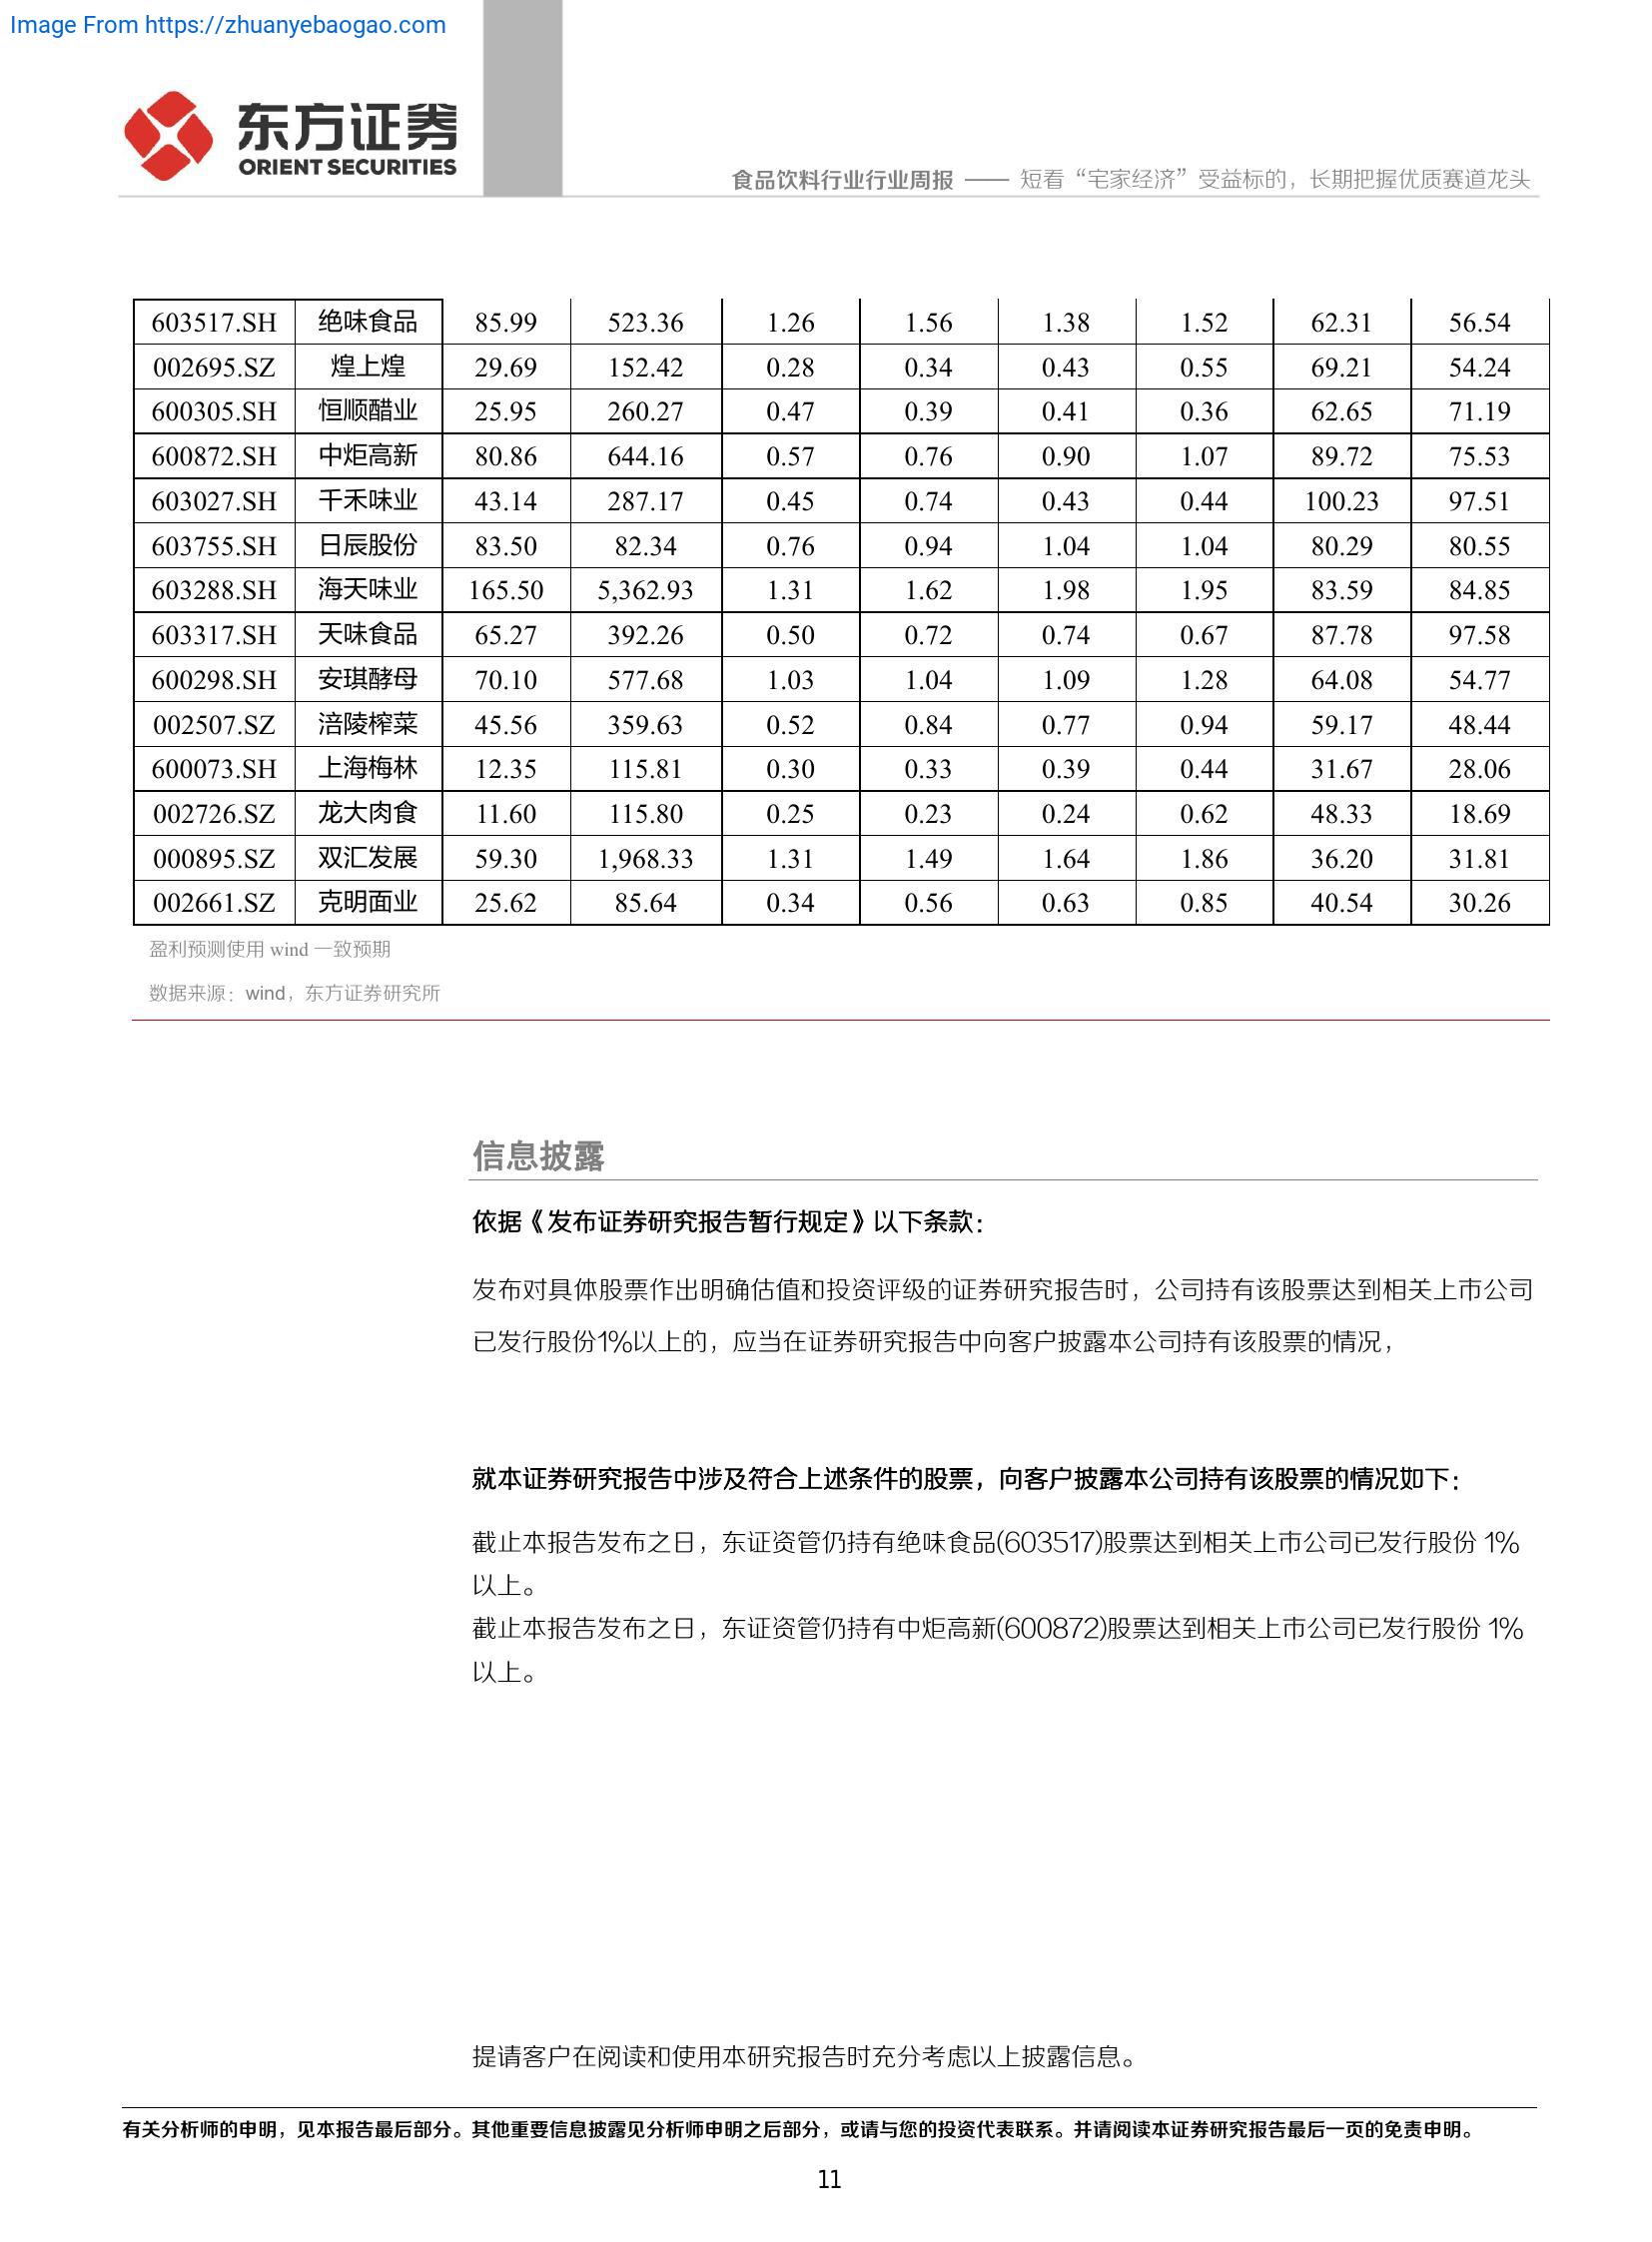 Image From https://zhuanyebaogao.com
东方证券
ORIENT SECURITIES
食品饮料行业行业周报 —— 短看“宅家经济”受益标的，长期把握优质赛道龙头
603517.SH 绝味食品 85.99 523.36 1.26 1.56 1.38 1.52 62.31 56.54
002695.SZ 煌上煌 29.69 152.42 0.28 0.34 0.43 0.55 69.21 54.24
600305.SH 恒顺醋业 25.95 260.27 0.47 0.39 0.41 0.36 62.65 71.19
600872.SH 中炬高新 80.86 644.16 0.57 0.76 0.90 1.07 89.72 75.53
603027.SH 千禾味业 43.14 287.17 0.45 0.74 0.43 0.44 100.23 97.51
603755.SH 日辰股份 83.50 82.34 0.76 0.94 1.04 1.04 80.29 80.55
603288.SH 海天味业 165.50 5,362.93 1.31 1.62 1.98 1.95 83.59 84.85
603317.SH 天味食品 65.27 392.26 0.50 0.72 0.74 0.67 87.78 97.58
600298.SH 安琪酵母 70.10 577.68 1.03 1.04 1.09 1.28 64.08 54.77
002507.SZ 涪陵榨菜 45.56 359.63 0.52 0.84 0.77 0.94 59.17 48.44
600073.SH 上海梅林 12.35 115.81 0.30 0.33 0.39 0.44 31.67 28.06
002726.SZ 龙大肉食 11.60 115.80 0.25 0.23 0.24 0.62 48.33 18.69
000895.SZ 双汇发展 59.30 1,968.33 1.31 1.49 1.64 1.86 36.20 31.81
002661.SZ 克明面业 25.62 85.64 0.34 0.56 0.63 0.85 40.54 30.26
盈利预测使用 wind 一致预期
数据来源：wind，东方证券研究所
信息披露
依据《发布证券研究报告暂行规定》以下条款：
发布对具体股票作出明确估值和投资评级的证券研究报告时，公司持有该股票达到相关上市公司
已发行股份1%以上的，应当在证券研究报告中向客户披露本公司持有该股票的情况，
就本证券研究报告中涉及符合上述条件的股票，向客户披露本公司持有该股票的情况如下：
截止本报告发布之日，东证资管仍持有绝味食品(603517)股票达到相关上市公司已发行股份 1%
以上。
截止本报告发布之日，东证资管仍持有中炬高新(600872)股票达到相关上市公司已发行股份 1%
以上。
提请客户在阅读和使用本研究报告时充分考虑以上披露信息。
有关分析师的申明，见本报告最后部分。其他重要信息披露见分析师申明之后部分，或请与您的投资代表联系。并请阅读本证券研究报告最后一页的免责申明。
11